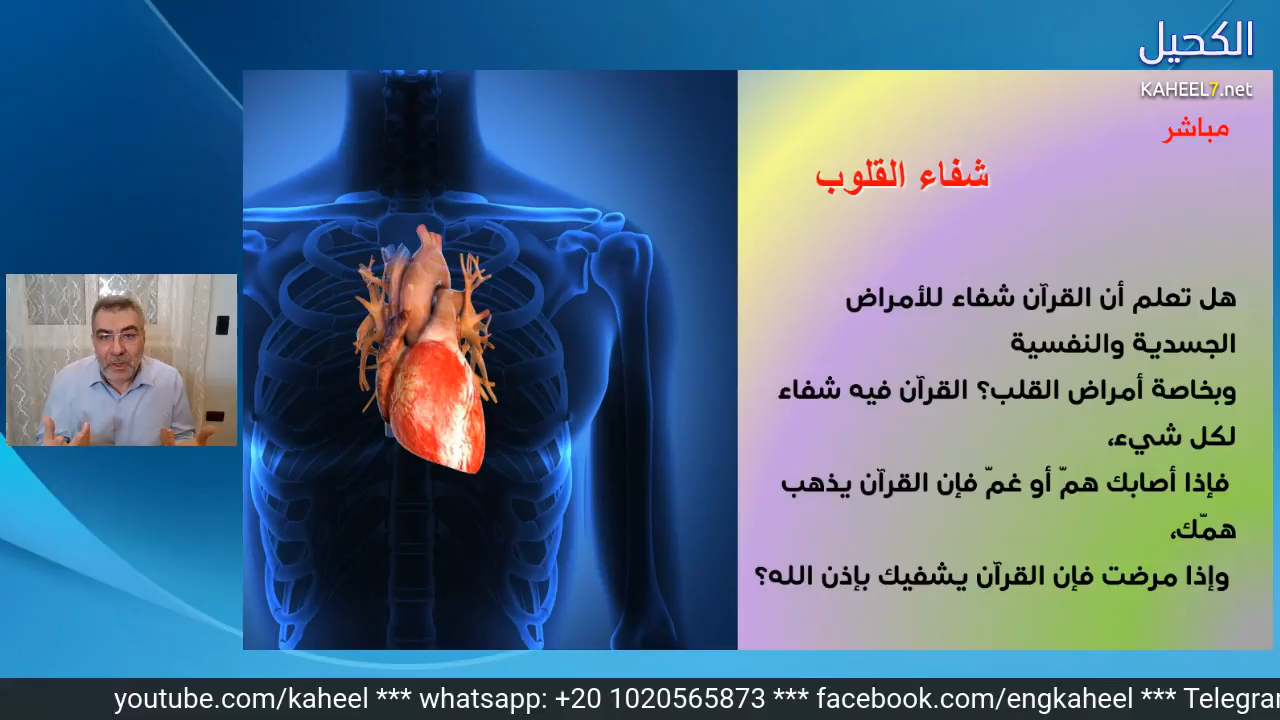 الكحيل
KAHEEL7.net
مباشر
شفاء القلوب
هل تعلم أن القرآن شفاء للأمراض
الجسدية والنفسية
وبخاصة أمراض القلب؟ القرآن فيه شفاء
لكل شيء،
فإذا أصابك همّ أو غمّ فإن القرآن يذهب
همّك،
وإذا مرضت فإن القرآن يشفيك بإذن الله؟
youtube.com/kaheel *** whatsapp: +20 1020565873 *** facebook.com/engkaheel *** Telegra